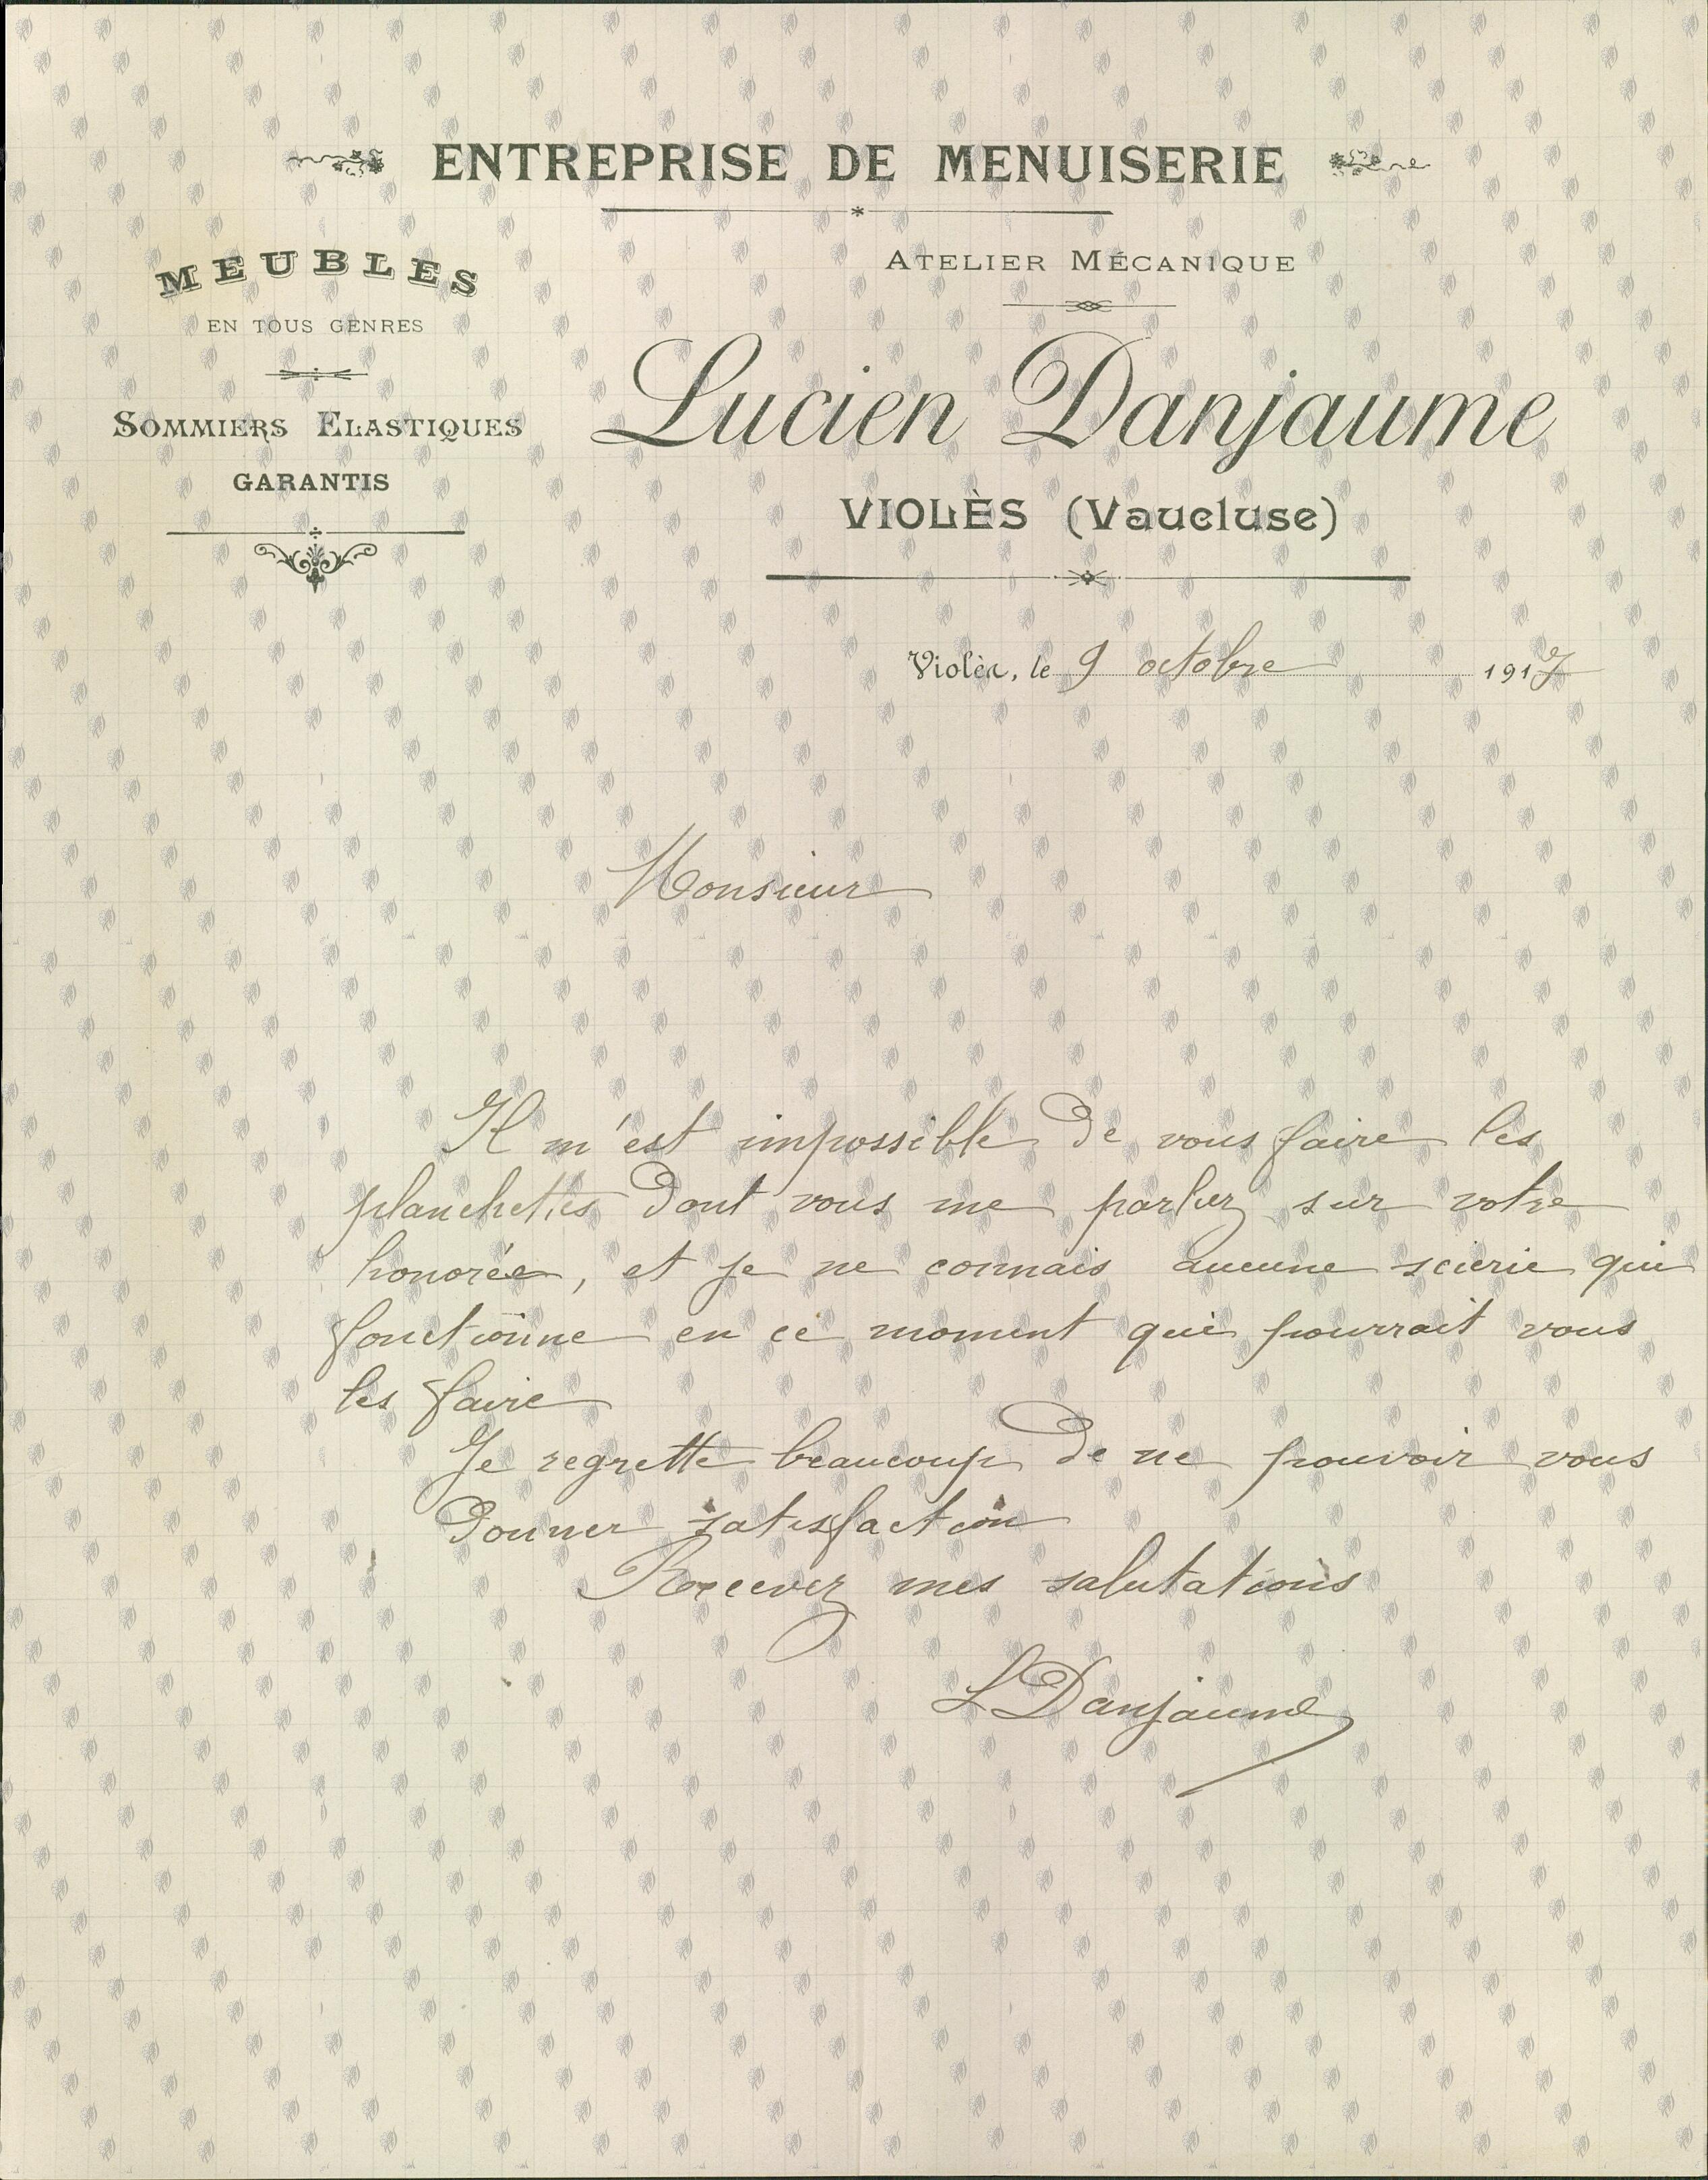 ENTREPRISE DE MENUISERIE
MEUBLES
EN TOUS GENRES
SOMMIERS ELASTIQUES
GARANTIS
ATELIER MÉCANIQUE
Lucien Danjaume
VIOLÈS (Vaucluse)
Violès, le 9 octobre 1917
Monsieur
Il m'est impossible de vous faire les
planchettes dont vous me parlez sur votre
honorée, et je ne connais aucune scierie qui
fonctionne en ce moment qui pourrait vous
les faire
Je regrette beaucoup de ne pouvoir vous
donner satisfaction
Recevez mes salutations
L Danjaume